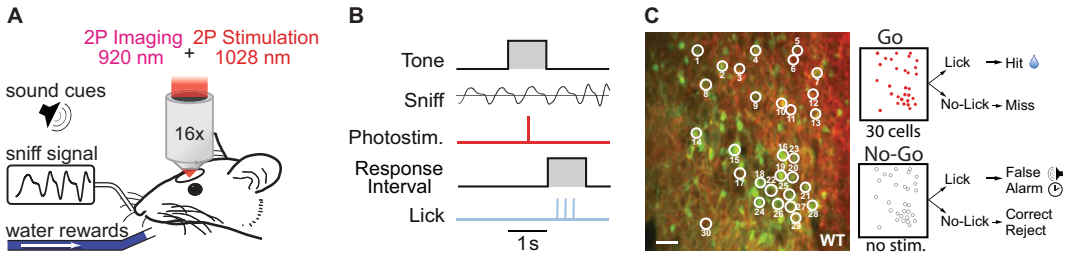 A
2P Imaging
920 nm
+
2P Stimulation
1028 nm
sound cues
16x
sniff signal
water rewards
B
Tone
Sniff
Photostim.
Response
Interval
Lick
1 s
C
1
2
3
4
5
6
7
8
9
10
11
12
13
14
15
16
23
19
20
17
18
22
25
21
24
26
27
28
29
30
WT
Go
Lick
Hit
No-Lick
Miss
30 cells
No-Go
Lick
False
Alarm
No-Lick
Correct
Reject
no stim.